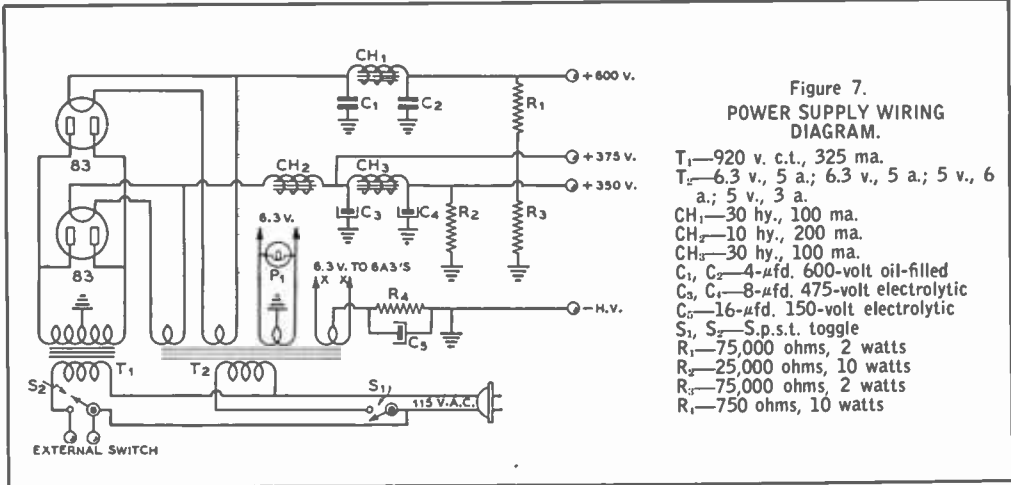 CH₁
+600 V.
C₁
C₂
R₁
83
CH₂
CH₃
+375 V.
+350 V.
6.3 V.
C₃
C₄
R₂
R₃
83
P₁
6.3 V. TO 6A3'S
X X
R₄
-H.V.
C₅
T₁
T₂
S₂
S₁
115 V.A.C.
EXTERNAL SWITCH
Figure 7.
POWER SUPPLY WIRING
DIAGRAM.
T₁—920 v. c.t., 325 ma.
T₂—6.3 v., 5 a.; 6.3 v., 5 a.; 5 v., 6
a.; 5 v., 3 a.
CH₁—30 hy., 100 ma.
CH₂—10 hy., 200 ma.
CH₃—30 hy., 100 ma.
C₁, C₂—4-μfd. 600-volt oil-filled
C₃, C₄—8-μfd. 475-volt electrolytic
C₅—16-μfd. 150-volt electrolytic
S₁, S₂—S.p.s.t. toggle
R₁—75,000 ohms, 2 watts
R₂—25,000 ohms, 10 watts
R₃—75,000 ohms, 2 watts
R₄—750 ohms, 10 watts